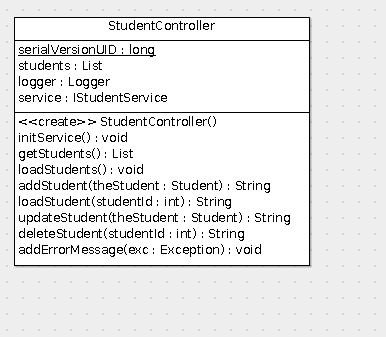 StudentController
serialVersionUID : long
students : List
logger : Logger
service : IStudentService
<<create>> StudentController()
initService() : void
getStudents() : List
loadStudents() : void
addStudent(theStudent : Student) : String
loadStudent(studentId : int) : String
updateStudent(theStudent : Student) : String
deleteStudent(studentId : int) : String
addErrorMessage(exc : Exception) : void